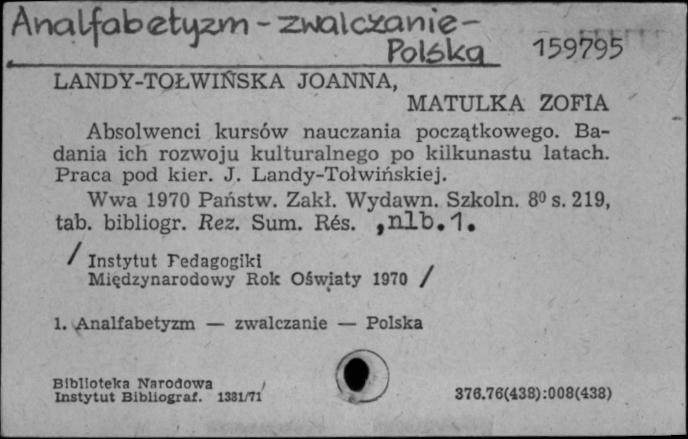 Analfabetyzm - zwalczanie -
Polska 159795
LANDY-TOŁWIŃSKA JOANNA,
MATULKA ZOFIA
Absolwenci kursów nauczania początkowego. Ba-
dania ich rozwoju kulturalnego po kilkunastu latach.
Praca pod kier. J. Landy-Tołwińskiej.
Wwa 1970 Państw. Zakł. Wydawn. Szkoln. 8⁰ s. 219,
tab. bibliogr. Rez. Sum. Rés. , nlb. 1.
/ Instytut Pedagogiki
Międzynarodowy Rok Oświaty 1970 /
1. Analfabetyzm — zwalczanie — Polska
Biblioteka Narodowa
Instytut Bibliograf. 1381/71
376.76(438):008(438)